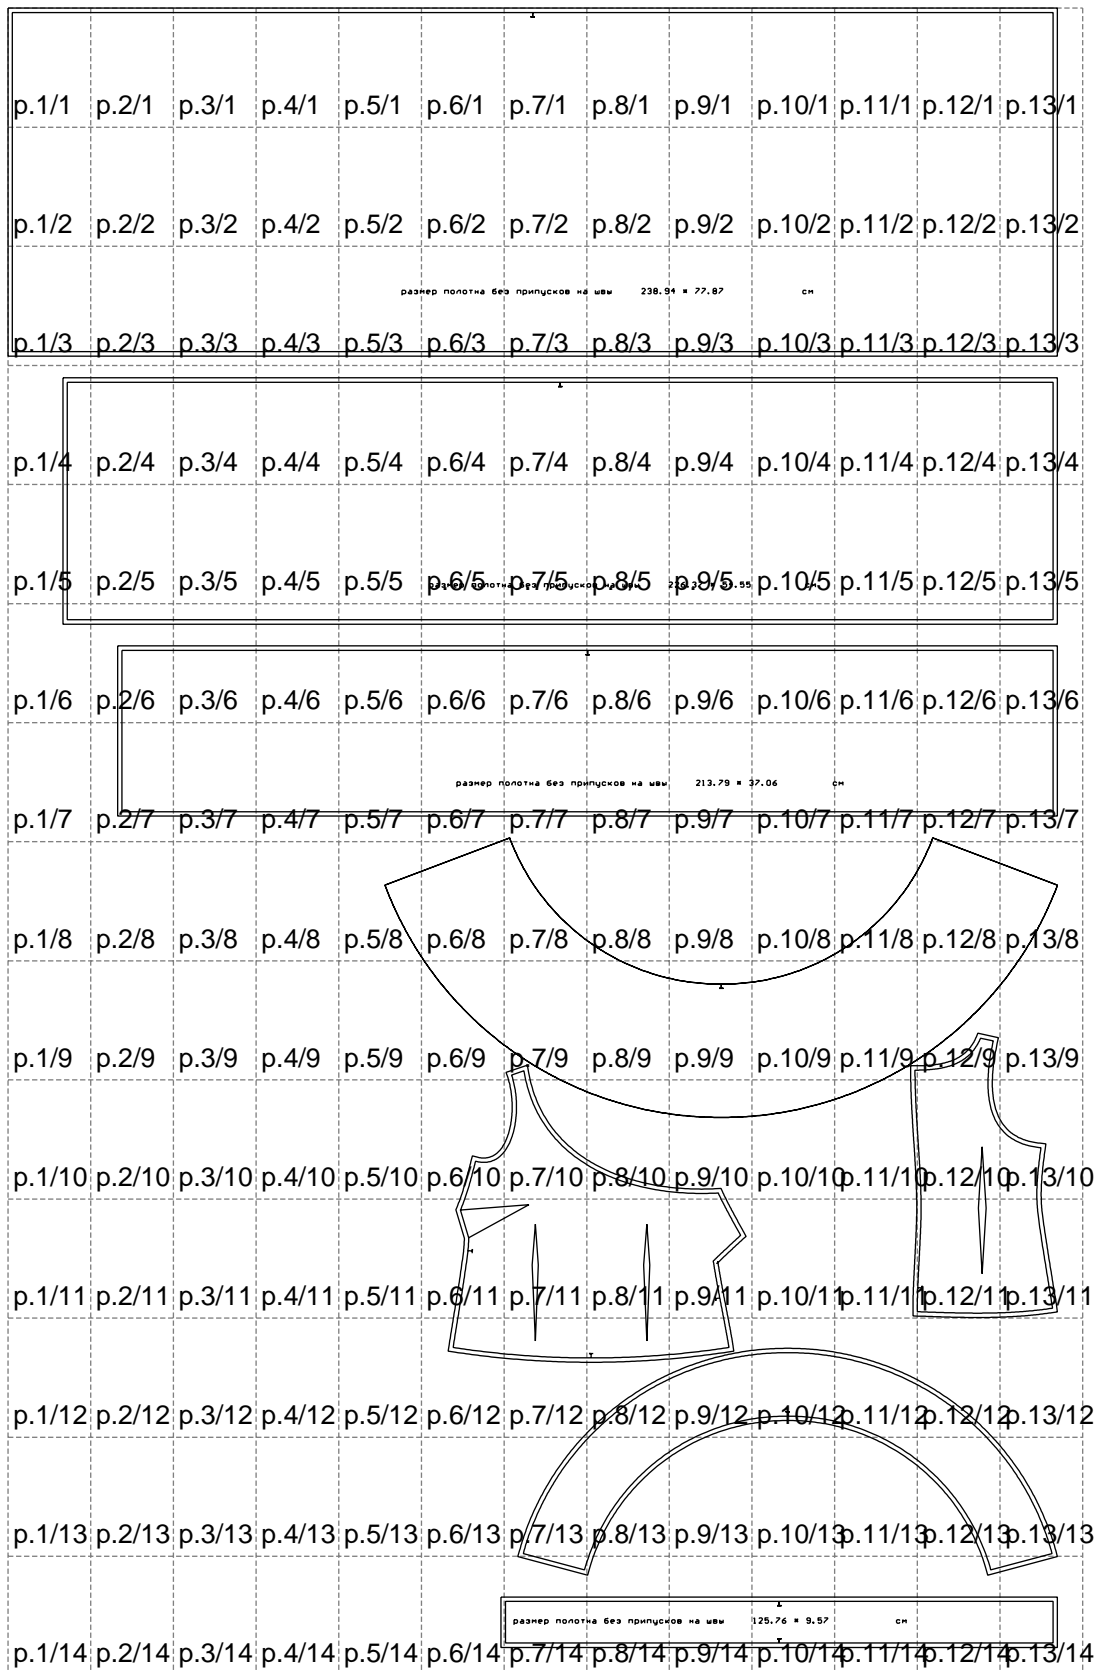 p.1/1 p.2/1 p.3/1 p.4/1 p.5/1 p.6/1 p.7/1 p.8/1 p.9/1 p.10/1 p.11/1 p.12/1 p.13/1
p.1/2 p.2/2 p.3/2 p.4/2 p.5/2 p.6/2 p.7/2 p.8/2 p.9/2 p.10/2 p.11/2 p.12/2 p.13/2
размер полотна без припусков на швы 238.94 * 77.87 см
p.1/3 p.2/3 p.3/3 p.4/3 p.5/3 p.6/3 p.7/3 p.8/3 p.9/3 p.10/3 p.11/3 p.12/3 p.13/3
p.1/4 p.2/4 p.3/4 p.4/4 p.5/4 p.6/4 p.7/4 p.8/4 p.9/4 p.10/4 p.11/4 p.12/4 p.13/4
p.1/5 p.2/5 p.3/5 p.4/5 p.5/5 p.6/5 p.7/5 p.8/5 p.9/5 p.10/5 p.11/5 p.12/5 p.13/5
размер полотна без припусков на швы см
p.1/6 p.2/6 p.3/6 p.4/6 p.5/6 p.6/6 p.7/6 p.8/6 p.9/6 p.10/6 p.11/6 p.12/6 p.13/6
размер полотна без припусков на швы 213.79 * 37.06 см
p.1/7 p.2/7 p.3/7 p.4/7 p.5/7 p.6/7 p.7/7 p.8/7 p.9/7 p.10/7 p.11/7 p.12/7 p.13/7
p.1/8 p.2/8 p.3/8 p.4/8 p.5/8 p.6/8 p.7/8 p.8/8 p.9/8 p.10/8 p.11/8 p.12/8 p.13/8
p.1/9 p.2/9 p.3/9 p.4/9 p.5/9 p.6/9 p.7/9 p.8/9 p.9/9 p.10/9 p.11/9 p.12/9 p.13/9
p.1/10 p.2/10 p.3/10 p.4/10 p.5/10 p.6/10 p.7/10 p.8/10 p.9/10 p.10/10 p.11/10 p.12/10 p.13/10
p.1/11 p.2/11 p.3/11 p.4/11 p.5/11 p.6/11 p.7/11 p.8/11 p.9/11 p.10/11 p.11/11 p.12/11 p.13/11
p.1/12 p.2/12 p.3/12 p.4/12 p.5/12 p.6/12 p.7/12 p.8/12 p.9/12 p.10/12 p.11/12 p.12/12 p.13/12
p.1/13 p.2/13 p.3/13 p.4/13 p.5/13 p.6/13 p.7/13 p.8/13 p.9/13 p.10/13 p.11/13 p.12/13 p.13/13
размер полотна без припусков на швы 125.76 * 9.57 см
p.1/14 p.2/14 p.3/14 p.4/14 p.5/14 p.6/14 p.7/14 p.8/14 p.9/14 p.10/14 p.11/14 p.12/14 p.13/14